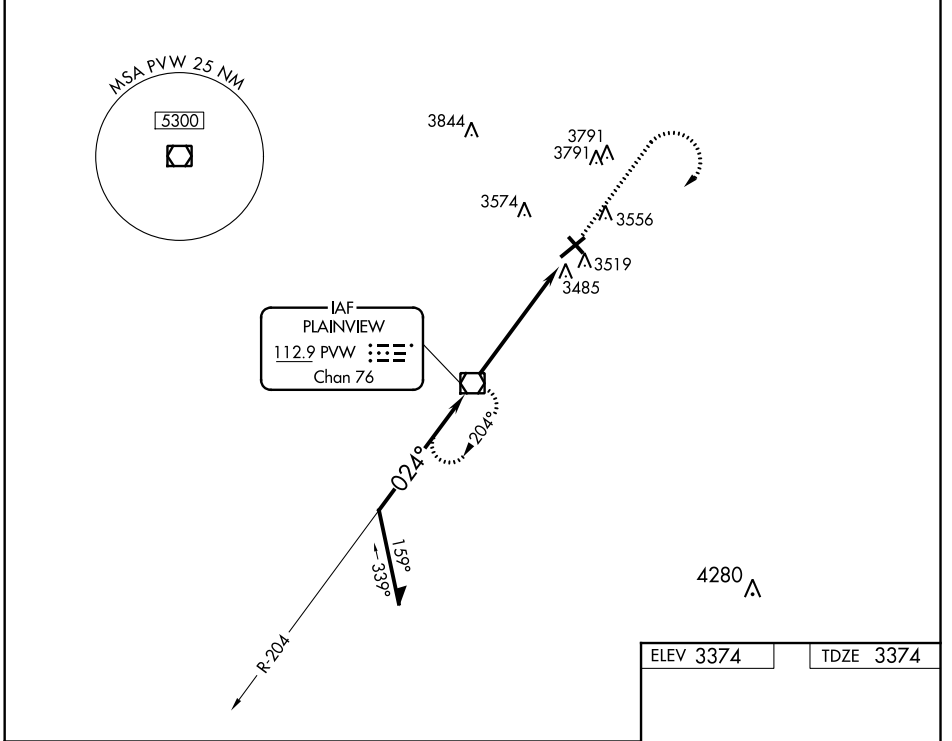 MSA PVW 25 NM
5300
3844
3791
3791
3574
3556
3519
3485
IAF
PLAINVIEW
112.9 PVW
Chan 76
204°
024°
159°
339°
R-204
4280
ELEV 3374
TDZE 3374